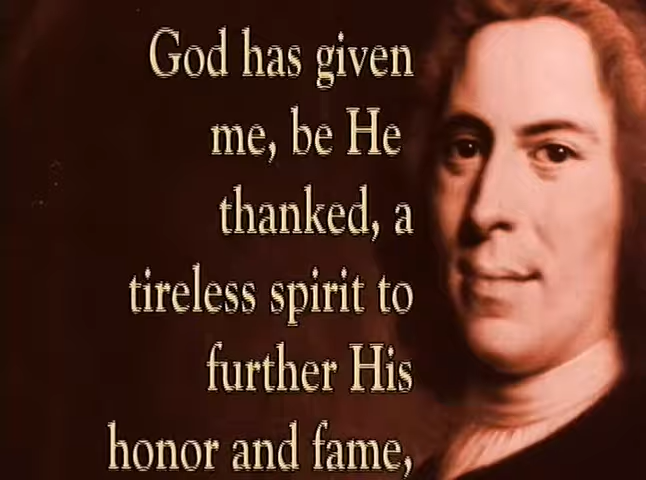 God has given
me, be He
thanked, a
tireless spirit to
further His
honor and fame,